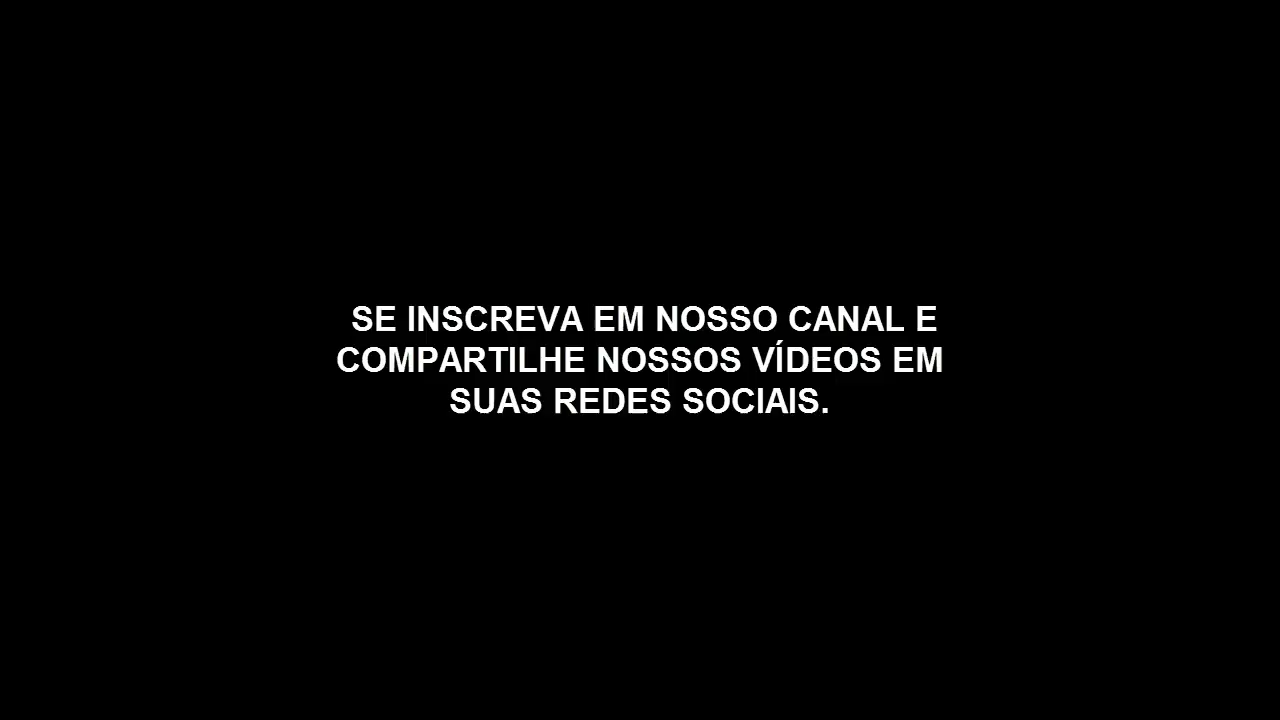 SE INSCREVA EM NOSSO CANAL E
COMPARTILHE NOSSOS VÍDEOS EM
SUAS REDES SOCIAIS.